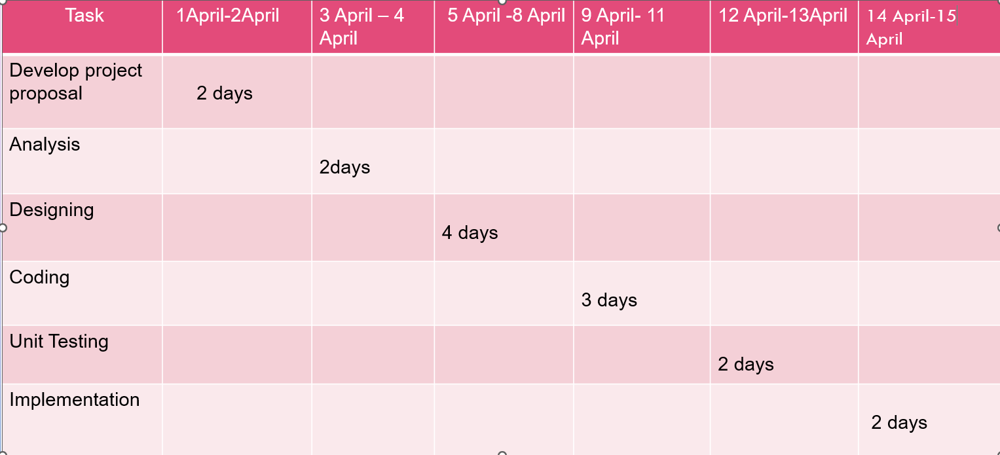 Task 1April-2April 3 April – 4 April 5 April -8 April 9 April- 11 April 12 April-13April 14 April-15 April
Develop project proposal 2 days
Analysis 2days
Designing 4 days
Coding 3 days
Unit Testing 2 days
Implementation 2 days